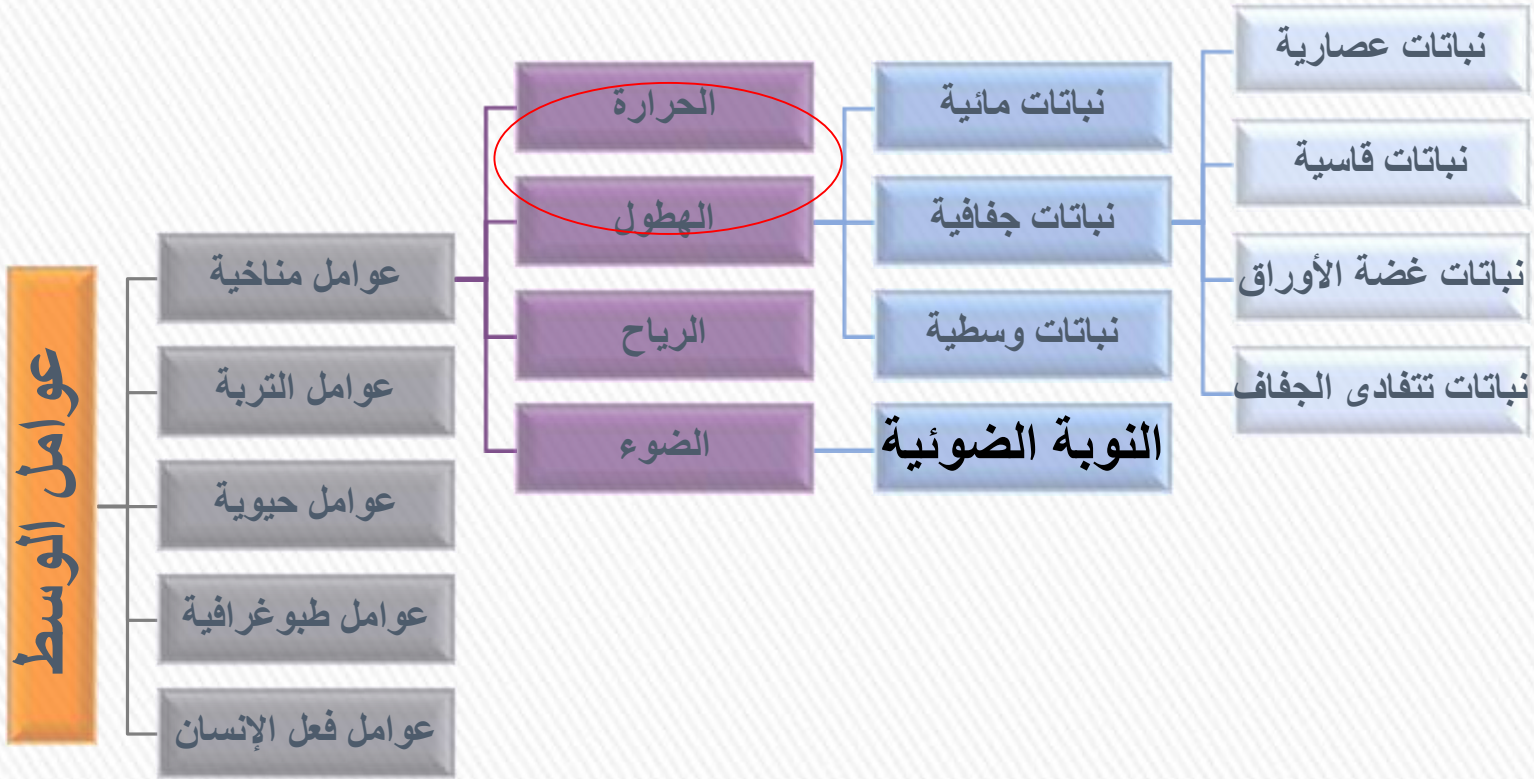 عوامل الوسط
عوامل مناخية
عوامل التربة
عوامل حيوية
عوامل طبوغرافية
عوامل فعل الإنسان
الحرارة
الهطول
الرياح
الضوء
نباتات مائية
نباتات جفافية
نباتات وسطية
النوبة الضوئية
نباتات عصارية
نباتات قاسية
نباتات غضة الأوراق
نباتات تتفادى الجفاف